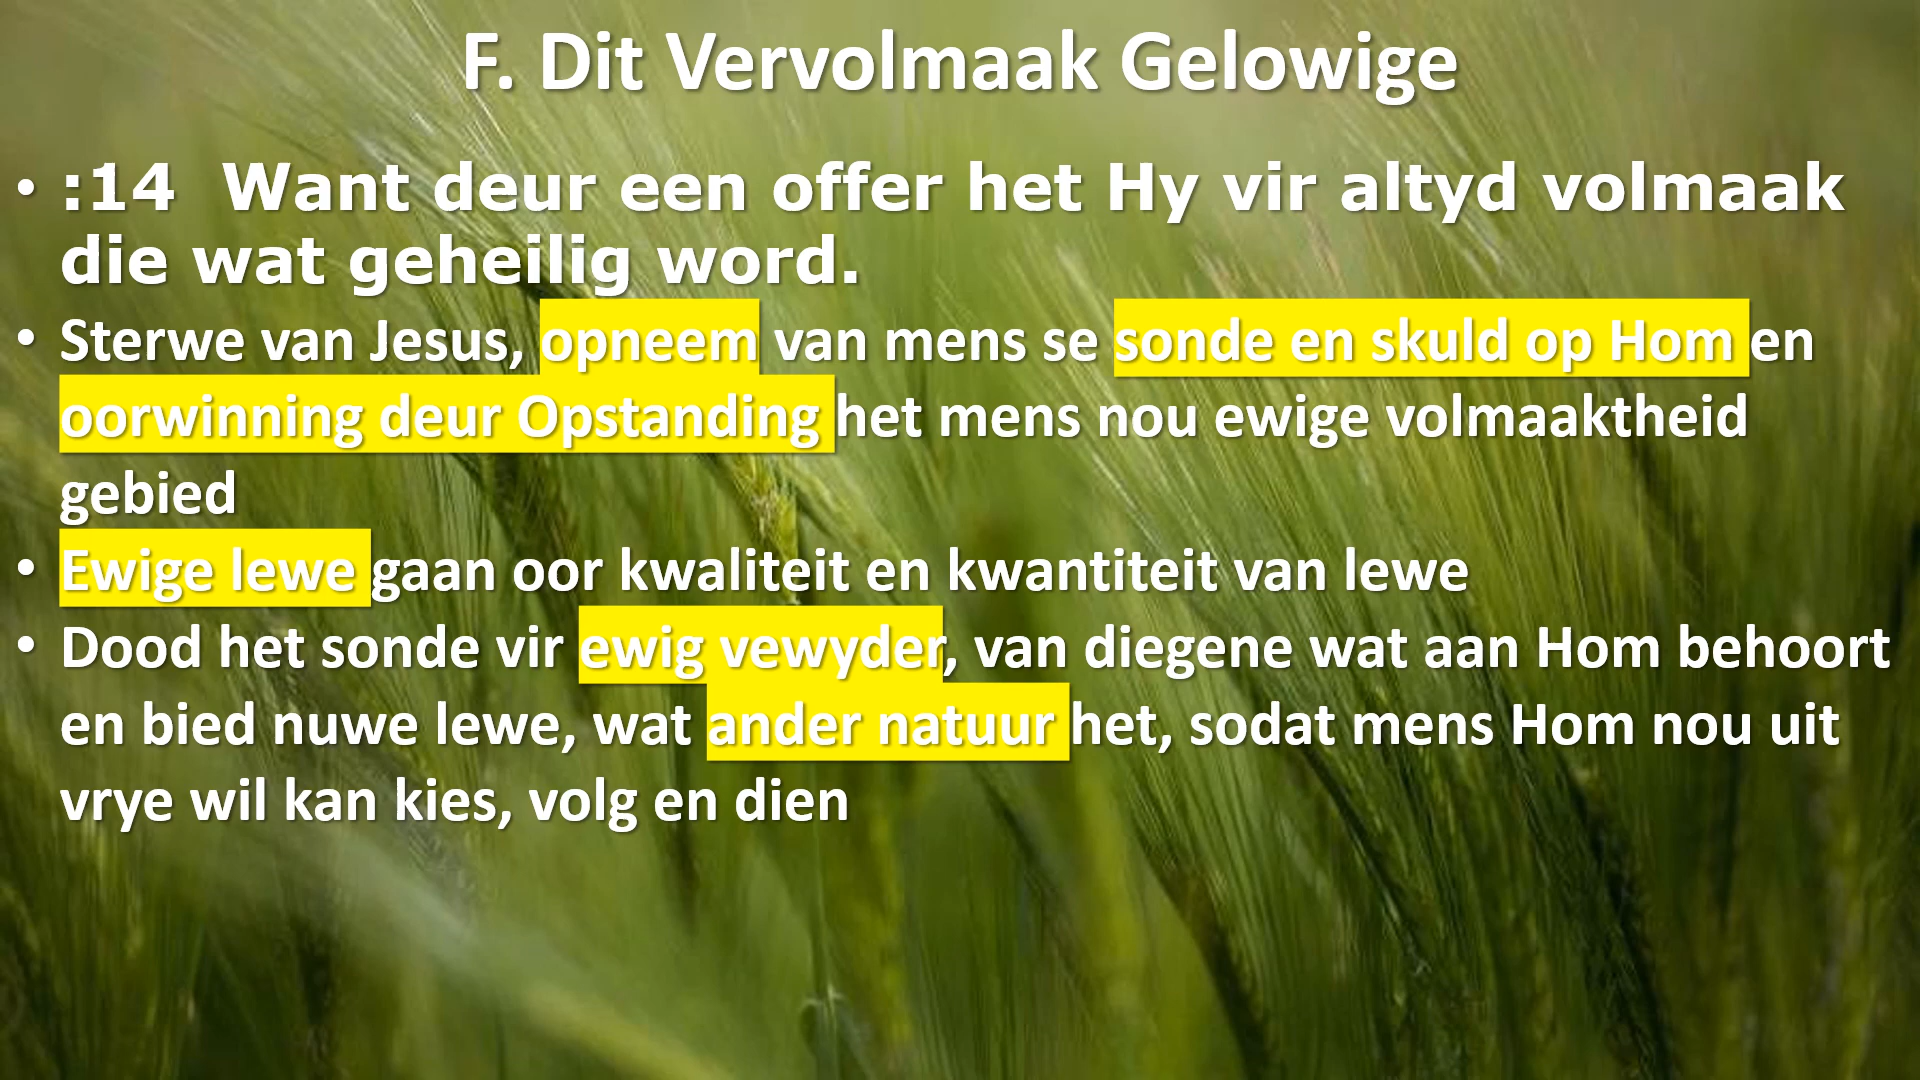 F. Dit Vervolmaak Gelowige
• :14  Want deur een offer het Hy vir altyd volmaak
die wat geheilig word.
• Sterwe van Jesus, opneem van mens se sonde en skuld op Hom en
oorwinning deur Opstanding het mens nou ewige volmaaktheid
gebied
• Ewige lewe gaan oor kwaliteit en kwantiteit van lewe
• Dood het sonde vir ewig vewyder, van diegene wat aan Hom behoort
en bied nuwe lewe, wat ander natuur het, sodat mens Hom nou uit
vrye wil kan kies, volg en dien